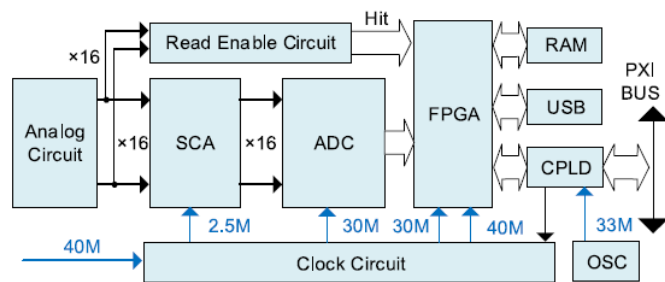 Hit
×16
Read Enable Circuit
RAM
PXI
BUS
Analog
Circuit
×16
SCA
×16
ADC
FPGA
USB
CPLD
2.5M
30M
30M
40M
33M
40M
Clock Circuit
OSC